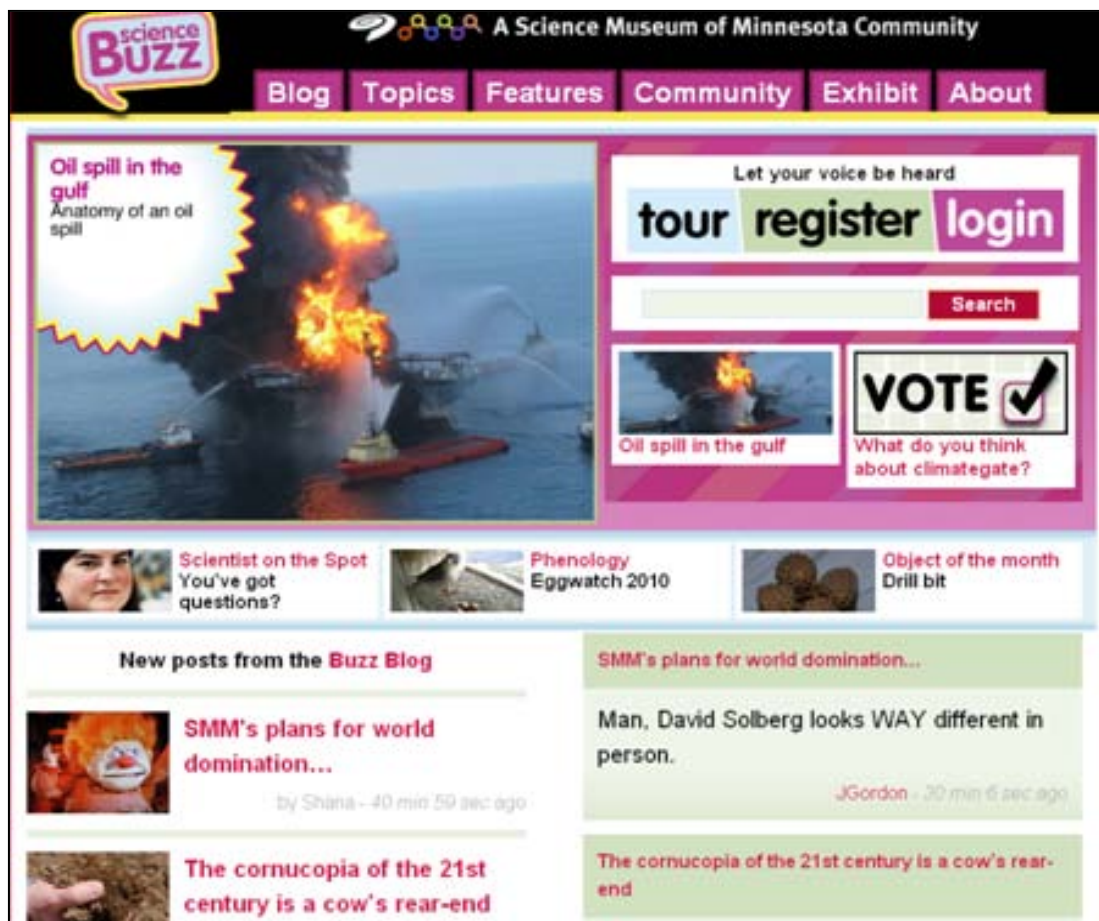 science
BUZZ
A Science Museum of Minnesota Community
Blog
Topics
Features
Community
Exhibit
About
Oil spill in the
gulf
Anatomy of an oil
spill
Let your voice be heard
tour register login
Search
Oil spill in the gulf
VOTE
What do you think
about climategate?
Scientist on the Spot
You've got
questions?
Phenology
Eggwatch 2010
Object of the month
Drill bit
New posts from the Buzz Blog
SMM's plans for world
domination...
by Shana - 40 min 59 sec ago
The cornucopia of the 21st
century is a cow's rear-end
SMM's plans for world domination...
Man, David Solberg looks WAY different in
person.
JGordon - 30 min 6 sec ago
The cornucopia of the 21st century is a cow's rear-
end